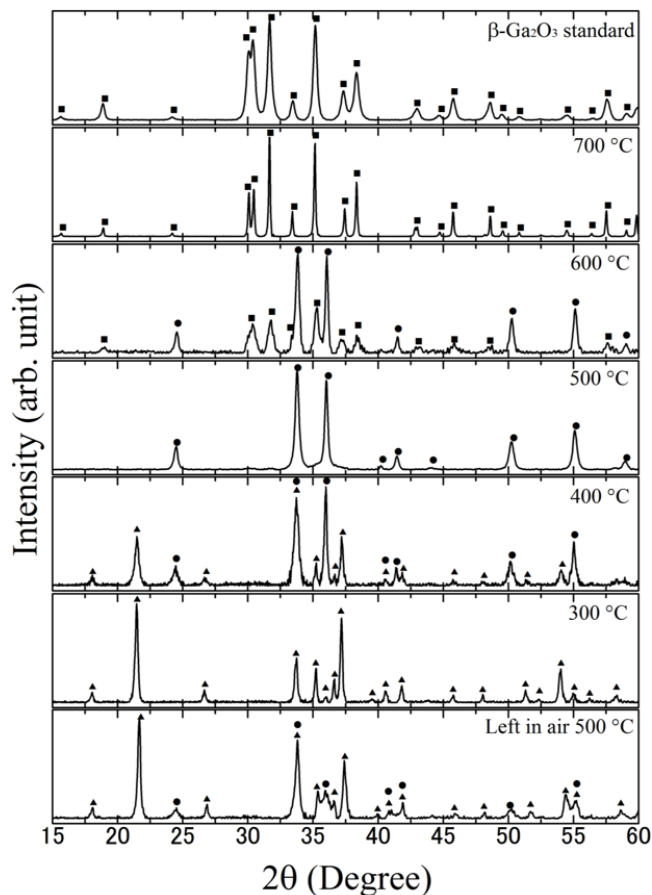 β-Ga₂O₃ standard
700 °C
600 °C
500 °C
400 °C
300 °C
Left in air 500 °C
Intensity (arb. unit)
15 20 25 30 35 40 45 50 55 60
2θ (Degree)